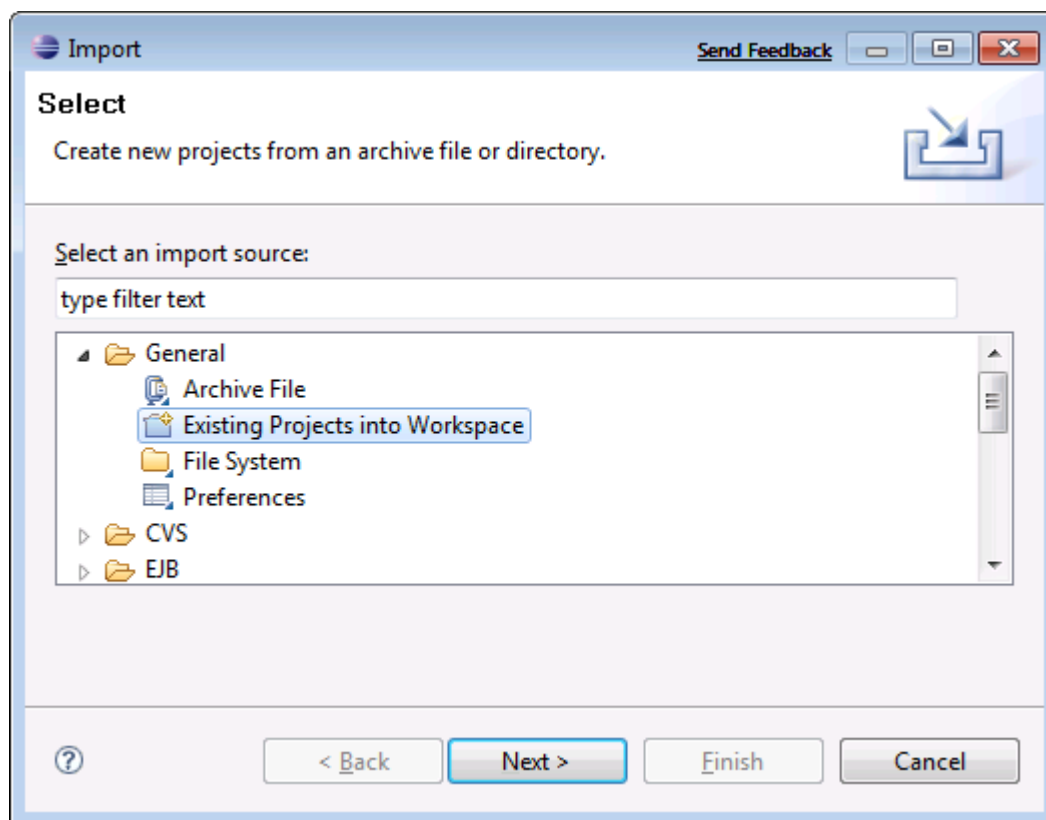 Import Send Feedback
Select
Create new projects from an archive file or directory.
Select an import source:
type filter text
General
Archive File
Existing Projects into Workspace
File System
Preferences
CVS
EJB
? < Back Next > Finish Cancel